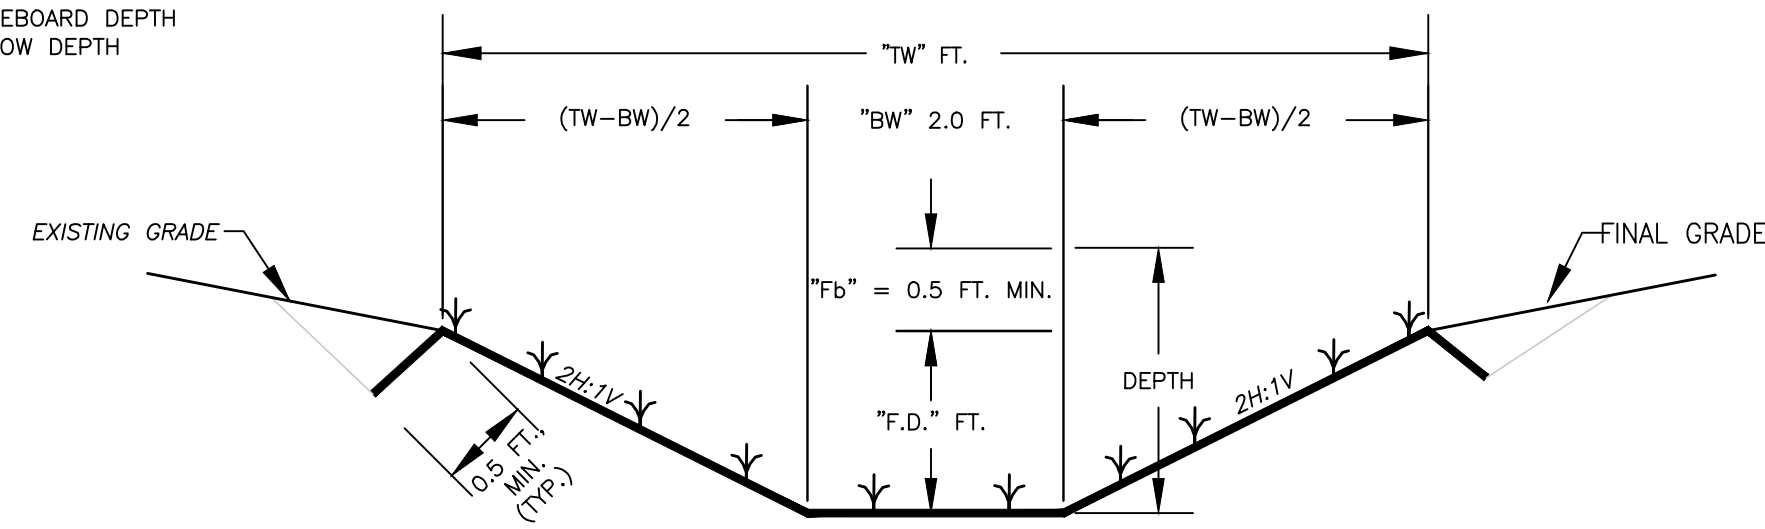 EBOARD DEPTH
OW DEPTH
"TW" FT.
(TW-BW)/2
"BW" 2.0 FT.
(TW-BW)/2
EXISTING GRADE
FINAL GRADE
"Fb" = 0.5 FT. MIN.
2H:1V
DEPTH
2H:1V
"F.D." FT.
0.5 FT.,
MIN.
(TYP.)